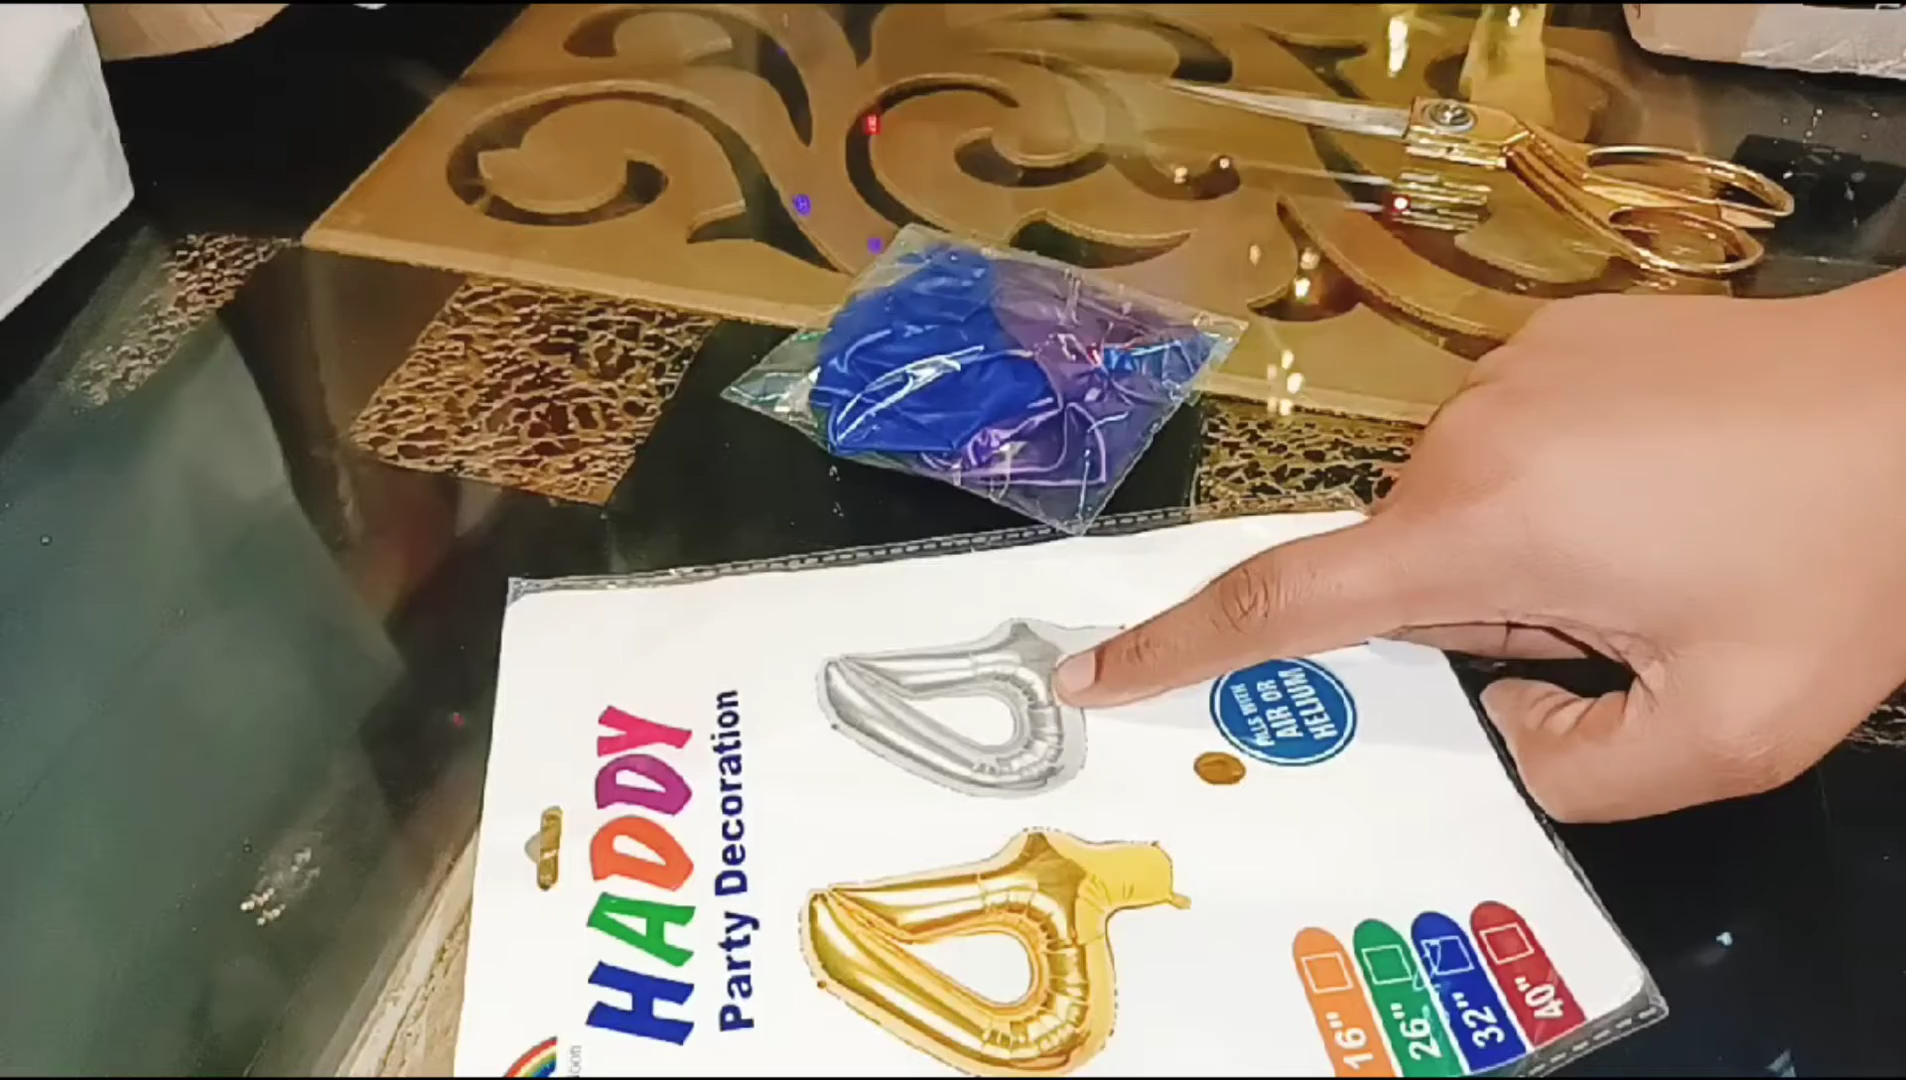 HADDY
Party Decoration
FILLS WITH
AIR OR
HELIUM
16"
26"
32"
40"